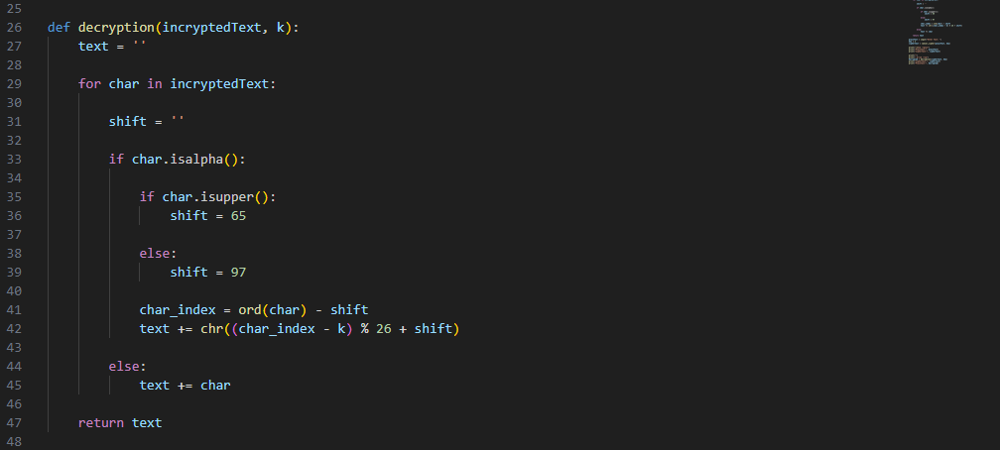 25
26 def decryption(incryptedText, k):
27     text = ''
28
29     for char in incryptedText:
30
31         shift = ''
32
33         if char.isalpha():
34
35             if char.isupper():
36                 shift = 65
37
38             else:
39                 shift = 97
40
41             char_index = ord(char) - shift
42             text += chr((char_index - k) % 26 + shift)
43
44         else:
45             text += char
46
47     return text
48